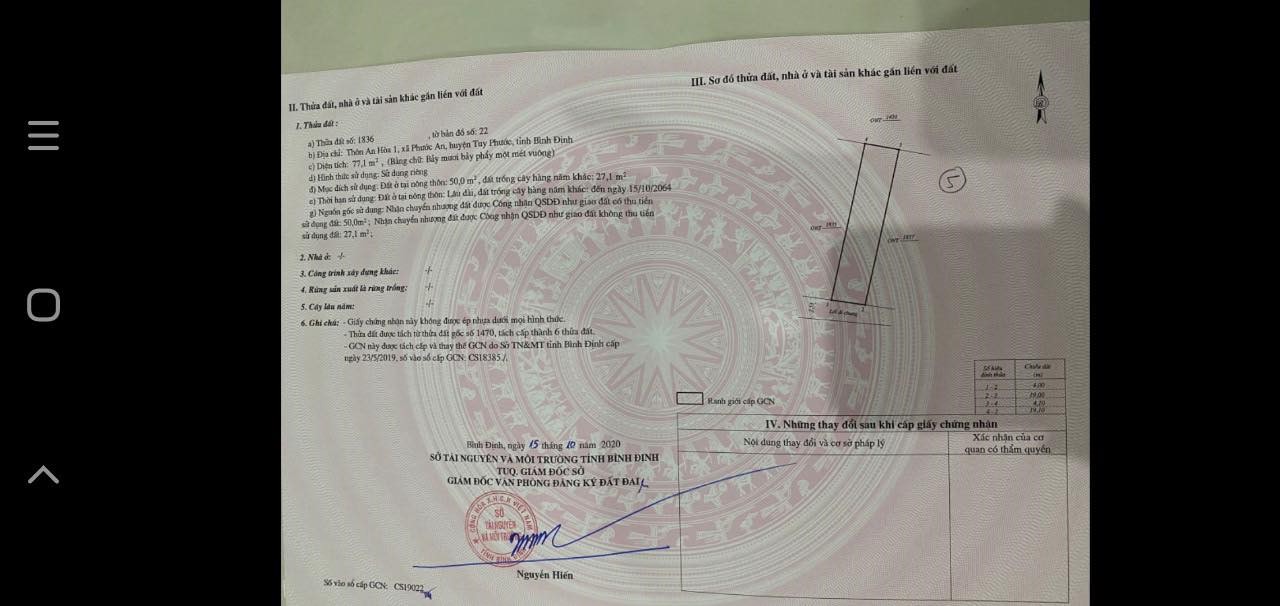 II. Thửa đất, nhà ở và tài sản khác gắn liền với đất
1. Thửa đất :
a) Thửa đất số: 1836 , tờ bản đồ số: 22
b) Địa chỉ: Thôn An Hòa 1, xã Phước An, huyện Tuy Phước, tỉnh Bình Định
c) Diện tích: 77,1 m² , (Bằng chữ: Bảy mươi bảy phẩy một mét vuông)
d) Hình thức sử dụng: Sử dụng riêng
đ) Mục đích sử dụng: Đất ở tại nông thôn: 50,0 m², đất trồng cây hàng năm khác: 27,1 m²
e) Thời hạn sử dụng: Đất ở tại nông thôn: Lâu dài, đất trồng cây hàng năm khác: đến ngày 15/10/2064
g) Nguồn gốc sử dụng: Nhận chuyển nhượng đất được Công nhận QSDĐ như giao đất có thu tiền
sử dụng đất: 50,0m² ; Nhận chuyển nhượng đất được Công nhận QSDĐ như giao đất không thu tiền
sử dụng đất: 27,1 m² ;
2. Nhà ở: -/-
3. Công trình xây dựng khác: -/-
4. Rừng sản xuất là rừng trồng: -/-
5. Cây lâu năm: -/-
6. Ghi chú: - Giấy chứng nhận này không được ép nhựa dưới mọi hình thức.
- Thửa đất được tách từ thửa đất gốc số 1470, tách cấp thành 6 thửa đất.
- GCN này được tách cấp và thay thế GCN do Sở TN&MT tỉnh Bình Định cấp
ngày 23/5/2019, số vào sổ cấp GCN: CS18385./.
Bình Định, ngày 15 tháng 10 năm 2020
SỞ TÀI NGUYÊN VÀ MÔI TRƯỜNG TỈNH BÌNH ĐỊNH
TUQ. GIÁM ĐỐC SỞ
GIÁM ĐỐC VĂN PHÒNG ĐĂNG KÝ ĐẤT ĐAI
SỞ
TÀI NGUYÊN
VÀ MÔI TRƯỜNG
Nguyễn Hiến
Số vào sổ cấp GCN: CS19022
III. Sơ đồ thửa đất, nhà ở và tài sản khác gắn liền với đất
ONT
5
ONT 1835
ONT 1837
Lối đi chung
Số hiệu đỉnh thửa Chiều dài (m)
1 - 2 4,00
2 - 3 19,00
3 - 4 4,20
4 - 1 19,10
Ranh giới cấp GCN
IV. Những thay đổi sau khi cấp giấy chứng nhận
Nội dung thay đổi và cơ sở pháp lý
Xác nhận của cơ
quan có thẩm quyền